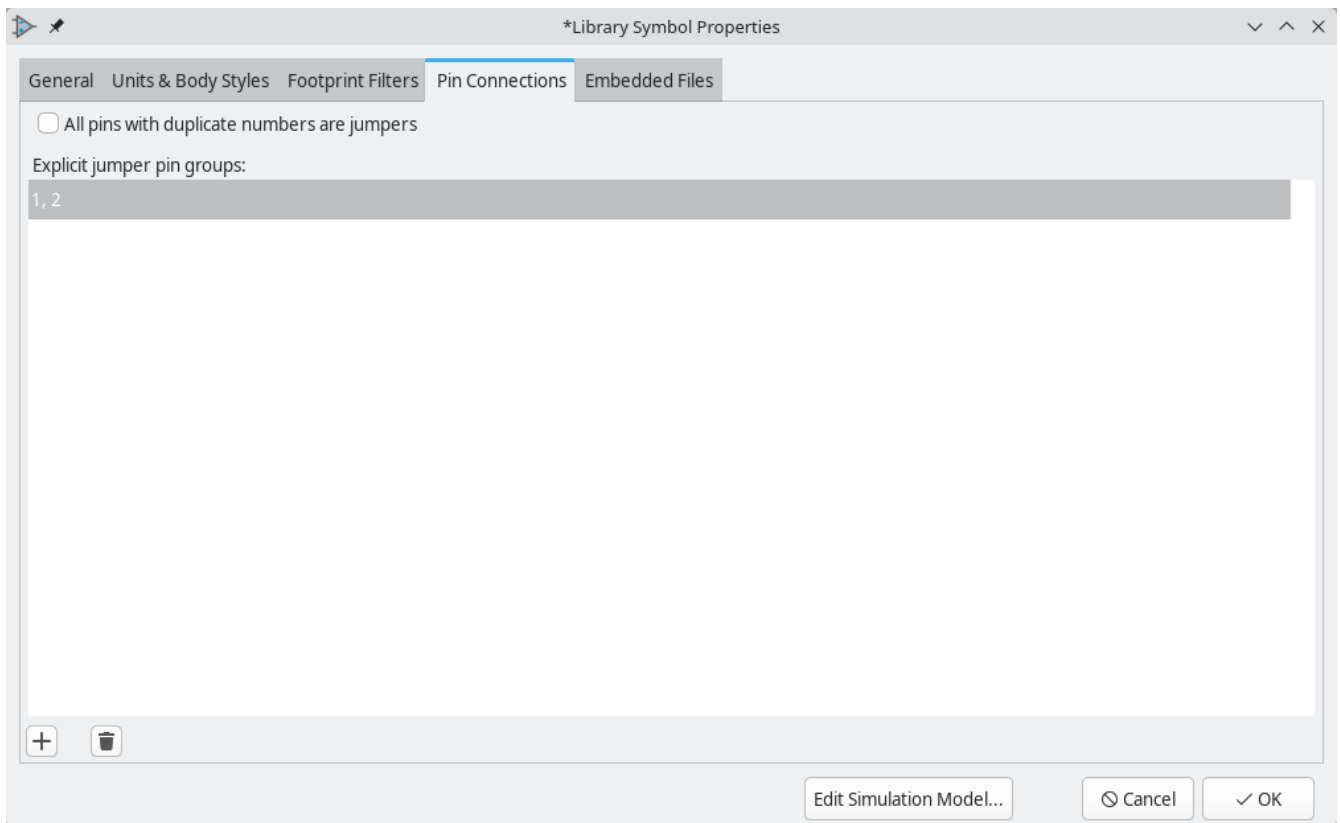 *Library Symbol Properties
General Units & Body Styles Footprint Filters Pin Connections Embedded Files
All pins with duplicate numbers are jumpers
Explicit jumper pin groups:
1, 2
Edit Simulation Model... Cancel OK